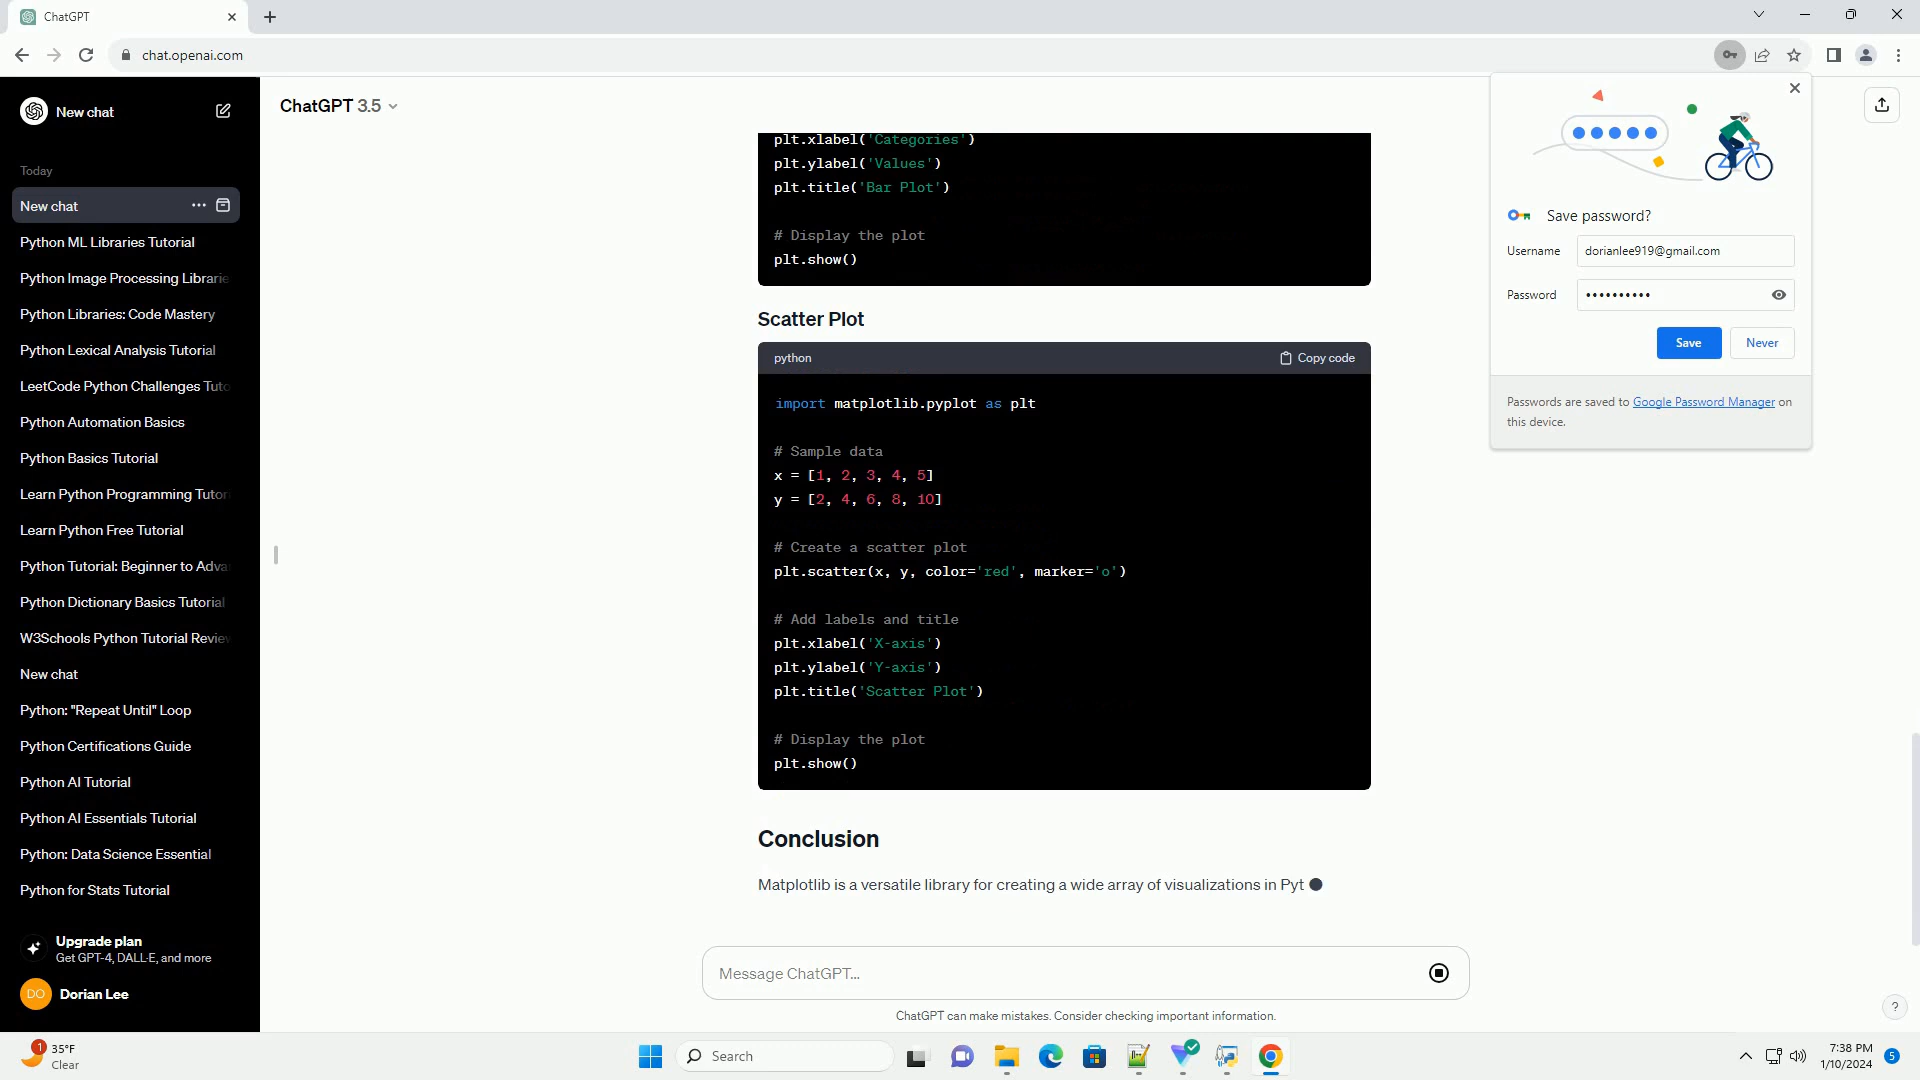 ChatGPT
chat.openai.com
New chat
Today
New chat
Python ML Libraries Tutorial
Python Image Processing Librarie
Python Libraries: Code Mastery
Python Lexical Analysis Tutorial
LeetCode Python Challenges Tuto
Python Automation Basics
Python Basics Tutorial
Learn Python Programming Tutor
Learn Python Free Tutorial
Python Tutorial: Beginner to Adva
Python Dictionary Basics Tutorial
W3Schools Python Tutorial Review
New chat
Python: "Repeat Until" Loop
Python Certifications Guide
Python AI Tutorial
Python AI Essentials Tutorial
Python: Data Science Essential
Python for Stats Tutorial
Upgrade plan
Get GPT-4, DALL·E, and more
DO Dorian Lee
ChatGPT 3.5
plt.xlabel('Categories')
plt.ylabel('Values')
plt.title('Bar Plot')
# Display the plot
plt.show()
Scatter Plot
python Copy code
import matplotlib.pyplot as plt
# Sample data
x = [1, 2, 3, 4, 5]
y = [2, 4, 6, 8, 10]
# Create a scatter plot
plt.scatter(x, y, color='red', marker='o')
# Add labels and title
plt.xlabel('X-axis')
plt.ylabel('Y-axis')
plt.title('Scatter Plot')
# Display the plot
plt.show()
Conclusion
Matplotlib is a versatile library for creating a wide array of visualizations in Pyt
Message ChatGPT...
ChatGPT can make mistakes. Consider checking important information.
?
Save password?
Username dorianlee919@gmail.com
Password ••••••••••
Save Never
Passwords are saved to Google Password Manager on
this device.
1
35°F
Clear
Search
7:38 PM
1/10/2024
5